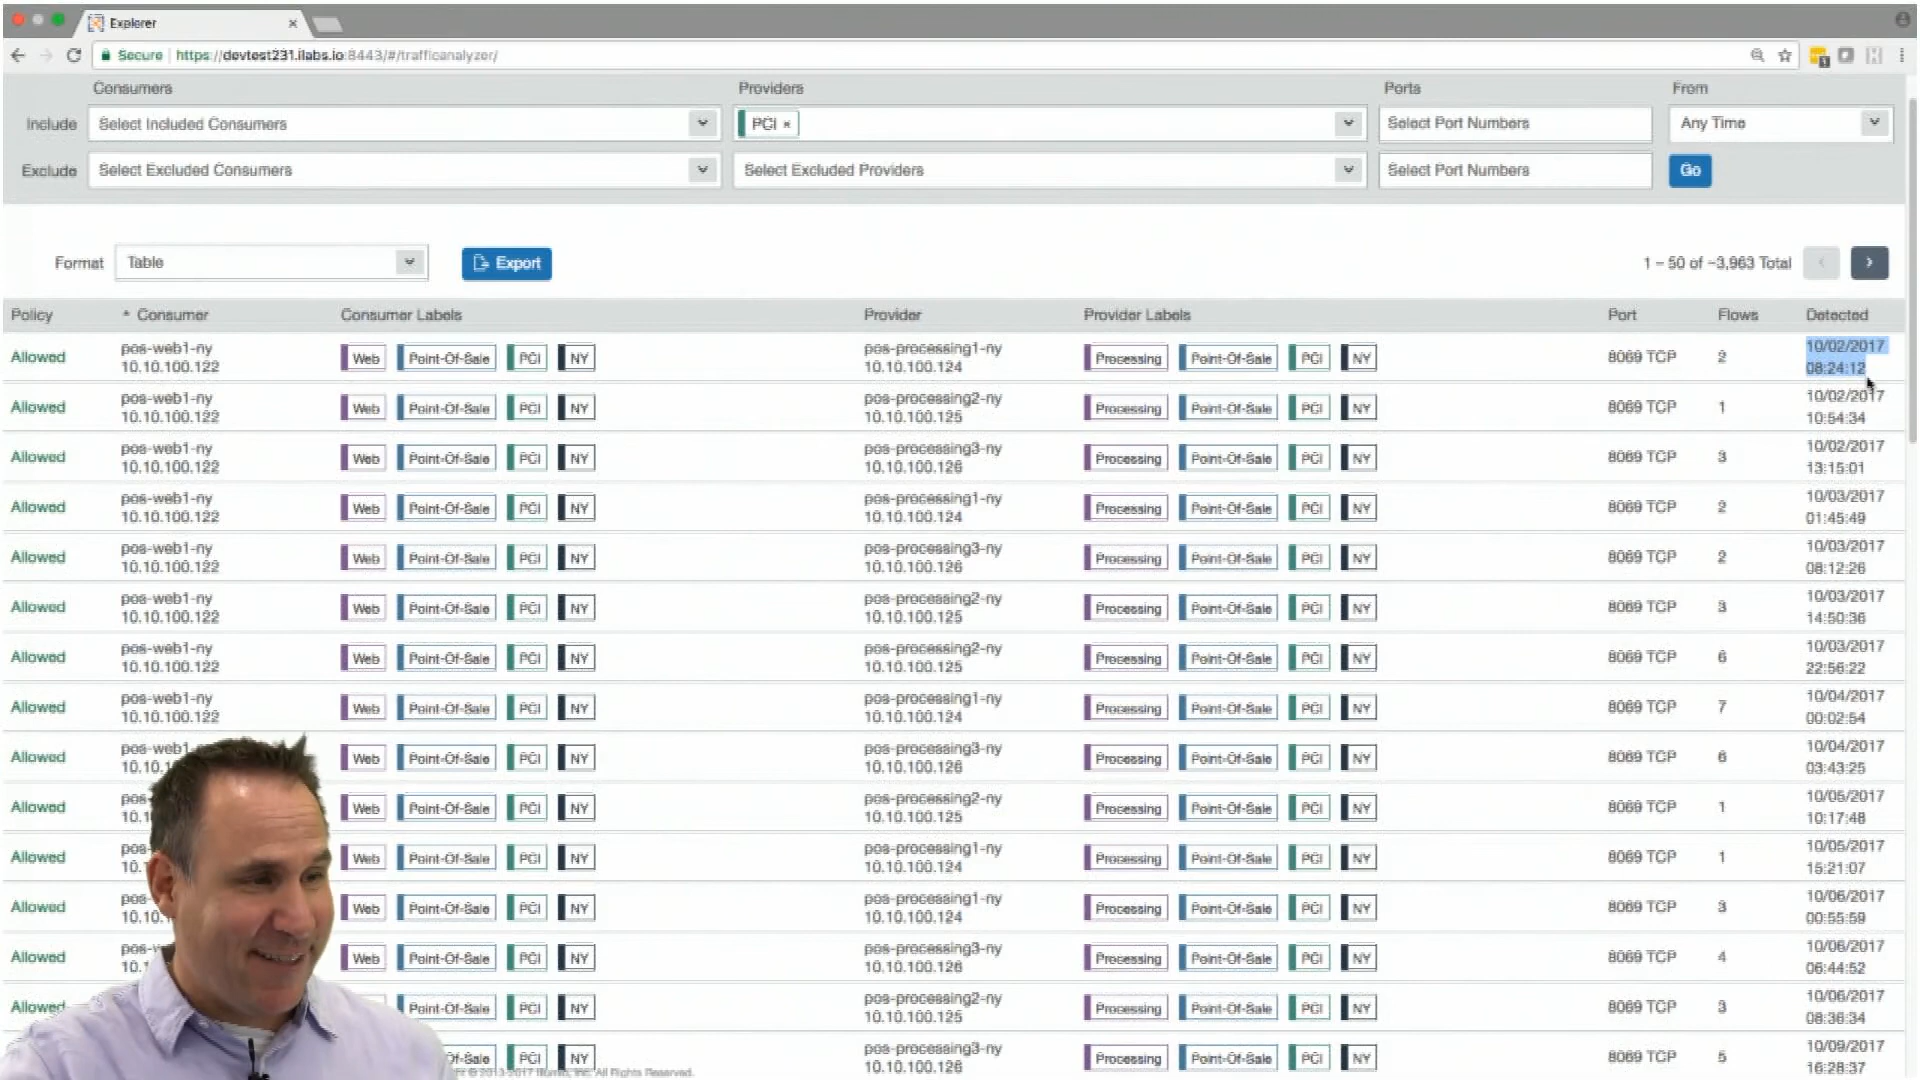 Explorer
Secure https://devtest231.ilabs.io:8443/#/trafficanalyzer/
Consumers Providers Ports From
Include Select Included Consumers PCI × Select Port Numbers Any Time
Exclude Select Excluded Consumers Select Excluded Providers Select Port Numbers Go
Format Table Export 1 – 50 of ~3,963 Total
Policy Consumer Consumer Labels Provider Provider Labels Port Flows Detected
Allowed pos-web1-ny 10.10.100.122 Web Point-Of-Sale PCI NY pos-processing1-ny 10.10.100.124 Processing Point-Of-Sale PCI NY 8069 TCP 2 10/02/2017 08:24:12
Allowed pos-web1-ny 10.10.100.122 Web Point-Of-Sale PCI NY pos-processing2-ny 10.10.100.125 Processing Point-Of-Sale PCI NY 8069 TCP 1 10/02/2017 10:54:34
Allowed pos-web1-ny 10.10.100.122 Web Point-Of-Sale PCI NY pos-processing3-ny 10.10.100.126 Processing Point-Of-Sale PCI NY 8069 TCP 3 10/02/2017 13:15:01
Allowed pos-web1-ny 10.10.100.122 Web Point-Of-Sale PCI NY pos-processing1-ny 10.10.100.124 Processing Point-Of-Sale PCI NY 8069 TCP 2 10/03/2017 01:45:49
Allowed pos-web1-ny 10.10.100.122 Web Point-Of-Sale PCI NY pos-processing3-ny 10.10.100.126 Processing Point-Of-Sale PCI NY 8069 TCP 2 10/03/2017 08:12:26
Allowed pos-web1-ny 10.10.100.122 Web Point-Of-Sale PCI NY pos-processing2-ny 10.10.100.125 Processing Point-Of-Sale PCI NY 8069 TCP 3 10/03/2017 14:50:36
Allowed pos-web1-ny 10.10.100.122 Web Point-Of-Sale PCI NY pos-processing2-ny 10.10.100.125 Processing Point-Of-Sale PCI NY 8069 TCP 6 10/03/2017 22:56:22
Allowed pos-web1-ny 10.10.100.122 Web Point-Of-Sale PCI NY pos-processing1-ny 10.10.100.124 Processing Point-Of-Sale PCI NY 8069 TCP 7 10/04/2017 00:02:54
Allowed pos-web1- 10.1 Web Point-Of-Sale PCI NY pos-processing3-ny 10.10.100.126 Processing Point-Of-Sale PCI NY 8069 TCP 6 10/04/2017 03:43:25
Allowed pos 10.1 Web Point-Of-Sale PCI NY pos-processing2-ny 10.10.100.125 Processing Point-Of-Sale PCI NY 8069 TCP 1 10/05/2017 10:17:48
Allowed pos 10. Web Point-Of-Sale PCI NY pos-processing1-ny 10.10.100.124 Processing Point-Of-Sale PCI NY 8069 TCP 1 10/05/2017 15:21:07
Allowed pos- 10.10. Web Point-Of-Sale PCI NY pos-processing1-ny 10.10.100.124 Processing Point-Of-Sale PCI NY 8069 TCP 3 10/06/2017 00:55:59
Allowed pos-w 10.1 Web Point-Of-Sale PCI NY pos-processing3-ny 10.10.100.126 Processing Point-Of-Sale PCI NY 8069 TCP 4 10/06/2017 06:44:52
Allowed Point-Of-Sale PCI NY pos-processing2-ny 10.10.100.125 Processing Point-Of-Sale PCI NY 8069 TCP 3 10/06/2017 08:36:34
Of-Sale PCI NY pos-processing3-ny 10.10.100.126 Processing Point-Of-Sale PCI NY 8069 TCP 5 10/09/2017 16:28:37
© 2013-2017 Illumio, Inc. All Rights Reserved.